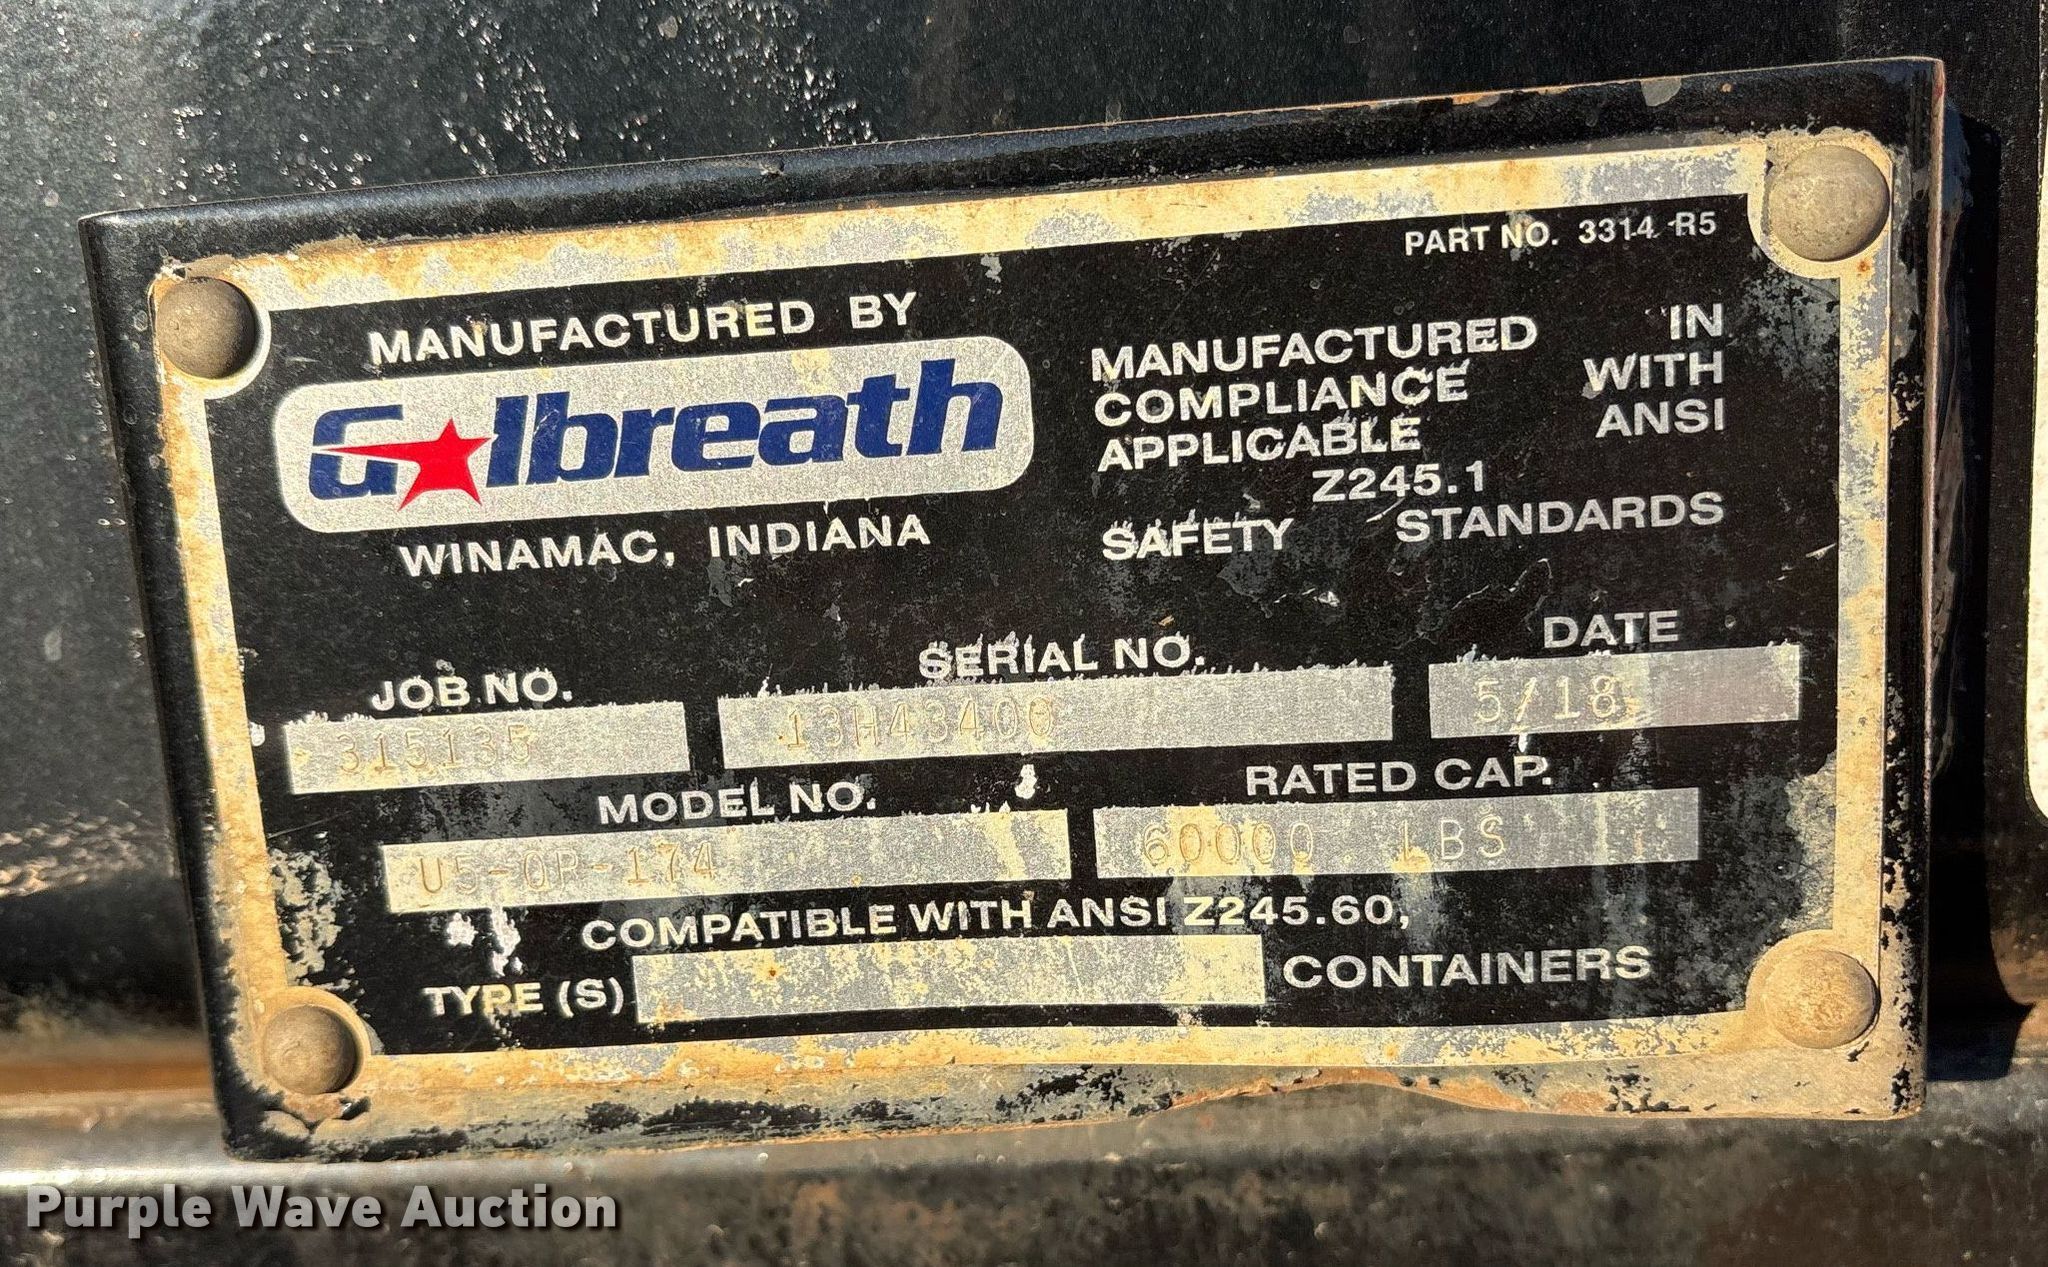 PART NO. 3314 R5
MANUFACTURED BY
Galbreath
WINAMAC, INDIANA
MANUFACTURED IN
COMPLIANCE WITH
APPLICABLE ANSI
Z245.1
SAFETY STANDARDS
JOB NO.
315135
SERIAL NO.
13H43400
DATE
5/18
MODEL NO.
U5-OR-174
RATED CAP.
60000 LBS
COMPATIBLE WITH ANSI Z245.60,
TYPE (S) CONTAINERS
Purple Wave Auction